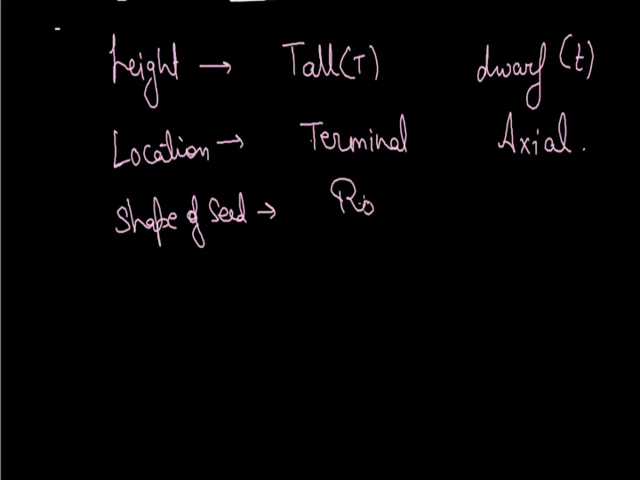 height → Tall(T) dwarf (t)
Location → Terminal Axial.
Shape of Seed → Ro